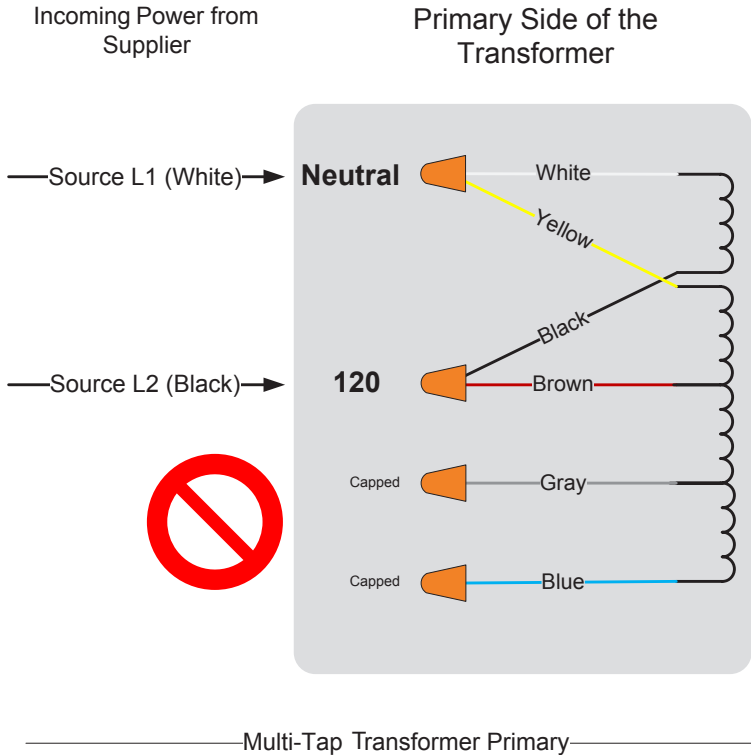 Incoming Power from
Supplier
Primary Side of the
Transformer
Source L1 (White)
Neutral
White
Yellow
Black
Source L2 (Black)
120
Brown
Capped
Gray
Capped
Blue
Multi-Tap Transformer Primary